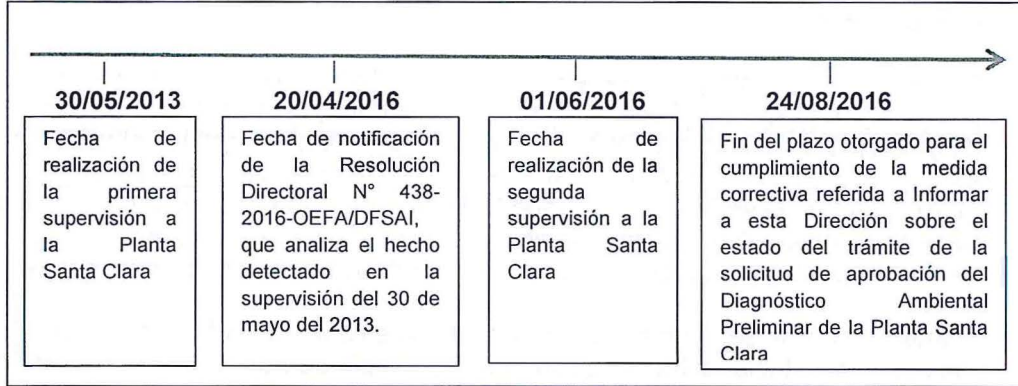 30/05/2013
Fecha de
realización de
la primera
supervisión a
la Planta
Santa Clara
20/04/2016
Fecha de notificación
de la Resolución
Directoral N° 438-
2016-OEFA/DFSAI,
que analiza el hecho
detectado en la
supervisión del 30 de
mayo del 2013.
01/06/2016
Fecha de
realización de la
segunda
supervisión a la
Planta Santa
Clara
24/08/2016
Fin del plazo otorgado para el
cumplimiento de la medida
correctiva referida a Informar
a esta Dirección sobre el
estado del trámite de la
solicitud de aprobación del
Diagnóstico Ambiental
Preliminar de la Planta Santa
Clara